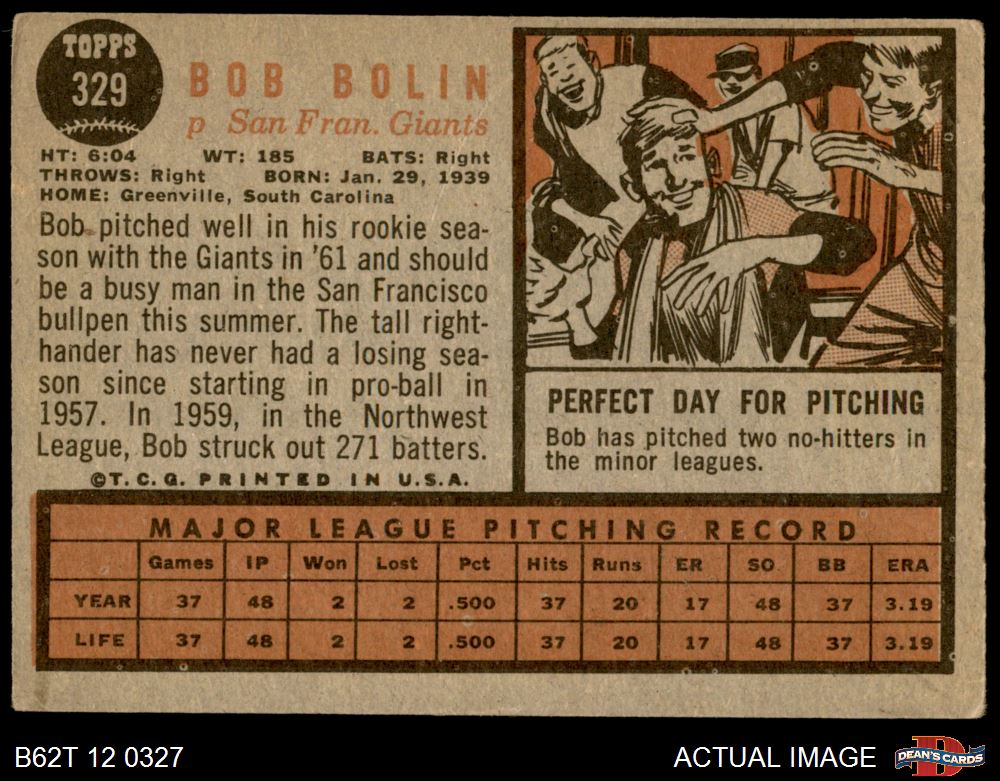 TOPPS
329
BOB BOLIN
p San Fran. Giants
HT: 6:04 WT: 185 BATS: Right
THROWS: Right BORN: Jan. 29, 1939
HOME: Greenville, South Carolina
Bob pitched well in his rookie sea-
son with the Giants in '61 and should
be a busy man in the San Francisco
bullpen this summer. The tall right-
hander has never had a losing sea-
son since starting in pro-ball in
1957. In 1959, in the Northwest
League, Bob struck out 271 batters.
©T.C.G. PRINTED IN U.S.A.
PERFECT DAY FOR PITCHING
Bob has pitched two no-hitters in
the minor leagues.
MAJOR LEAGUE PITCHING RECORD
Games IP Won Lost Pct Hits Runs ER SO BB ERA
YEAR 37 48 2 2 .500 37 20 17 48 37 3.19
LIFE 37 48 2 2 .500 37 20 17 48 37 3.19
B62T 12 0327
ACTUAL IMAGE
D
DEAN'S CARDS